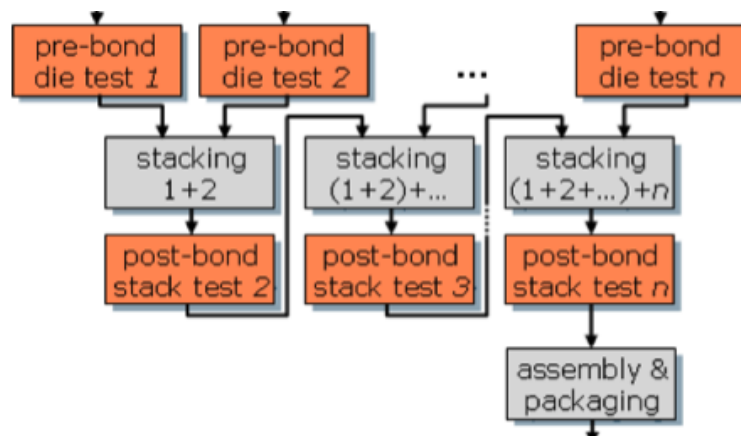 pre-bond
die test 1
pre-bond
die test 2
...
pre-bond
die test n
stacking
1+2
stacking
(1+2)+...
stacking
(1+2+...)+n
post-bond
stack test 2
post-bond
stack test 3
post-bond
stack test n
assembly &
packaging